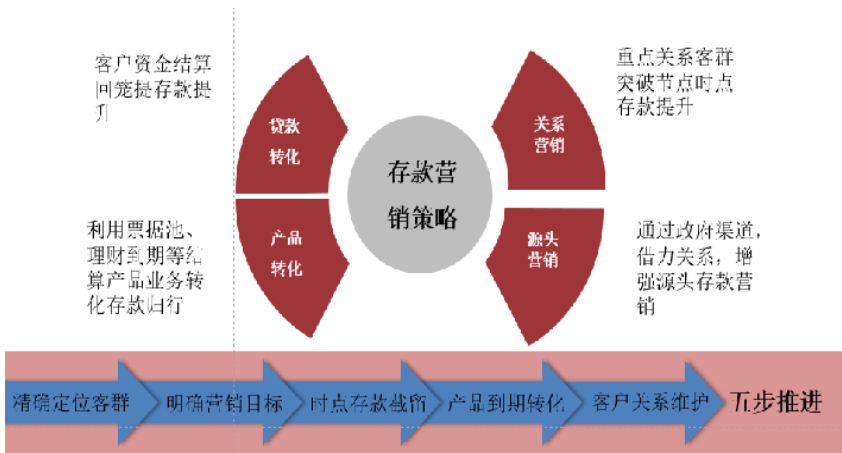 客户资金结算
回笼提存款提
升
贷款
转化
关系
营销
重点关系客群
突破节点时点
存款提升
存款营
销策略
利用票据池、
理财到期等结
算产品业务转
化存款归行
产品
转化
源头
营销
通过政府渠道，
借力关系，增
强源头存款营
销
精确定位客群
明确营销目标
时点存款截留
产品到期转化
客户关系维护
五步推进